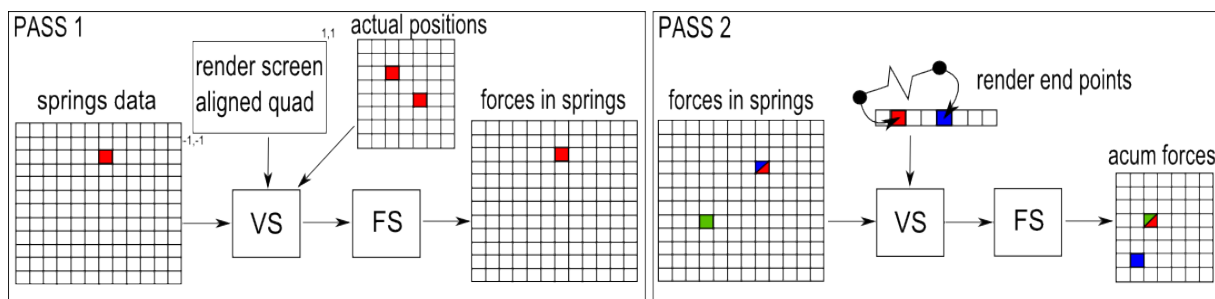 PASS 1
1,1
actual positions
render screen
aligned quad
springs data
forces in springs
-1,-1
VS
FS
PASS 2
render end points
forces in springs
acum forces
VS
FS